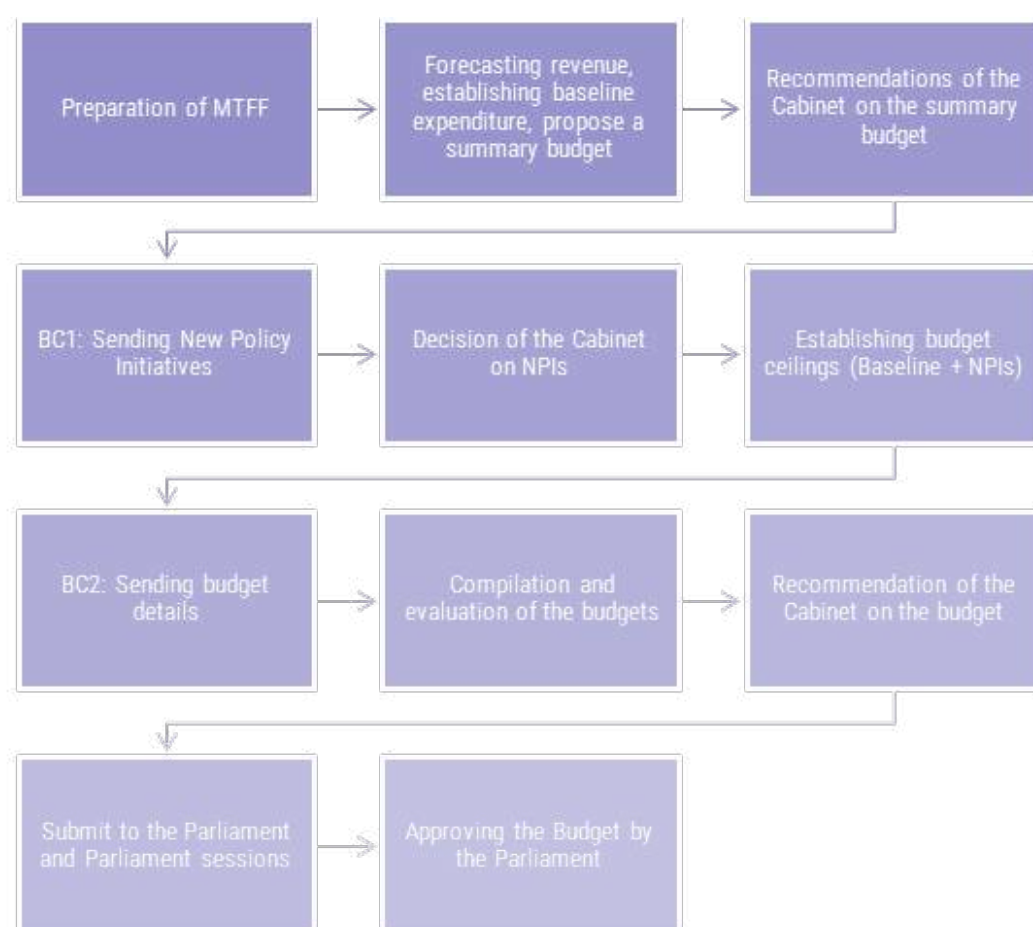 Preparation of MTFF
Forecasting revenue,
establishing baseline
expenditure, propose a
summary budget
Recommendations of the
Cabinet on the summary
budget
BC1: Sending New Policy
Initiatives
Decision of the Cabinet
on NPIs
Establishing budget
ceilings (Baseline + NPIs)
BC2: Sending budget
details
Compilation and
evaluation of the budgets
Recommendation of the
Cabinet on the budget
Submit to the Parliament
and Parliament sessions
Approving the Budget by
the Parliament